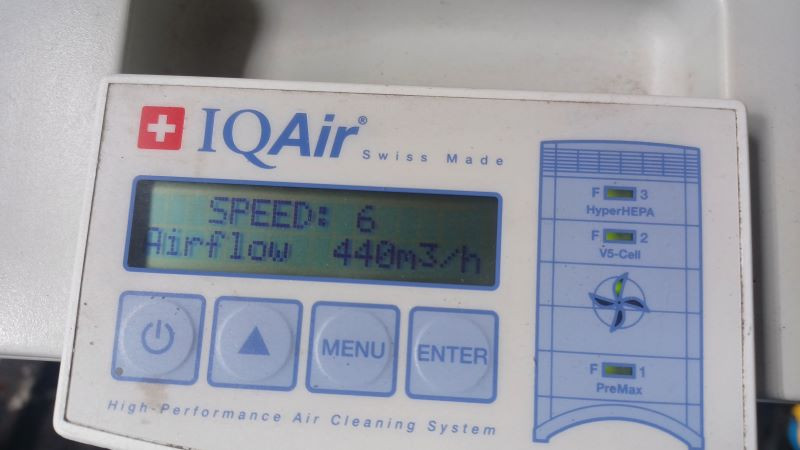 IQAir®
Swiss Made
SPEED: 6
Airflow 440m3/h
MENU
ENTER
High-Performance Air Cleaning System
F 3
HyperHEPA
F 2
V5-Cell
F 1
PreMax